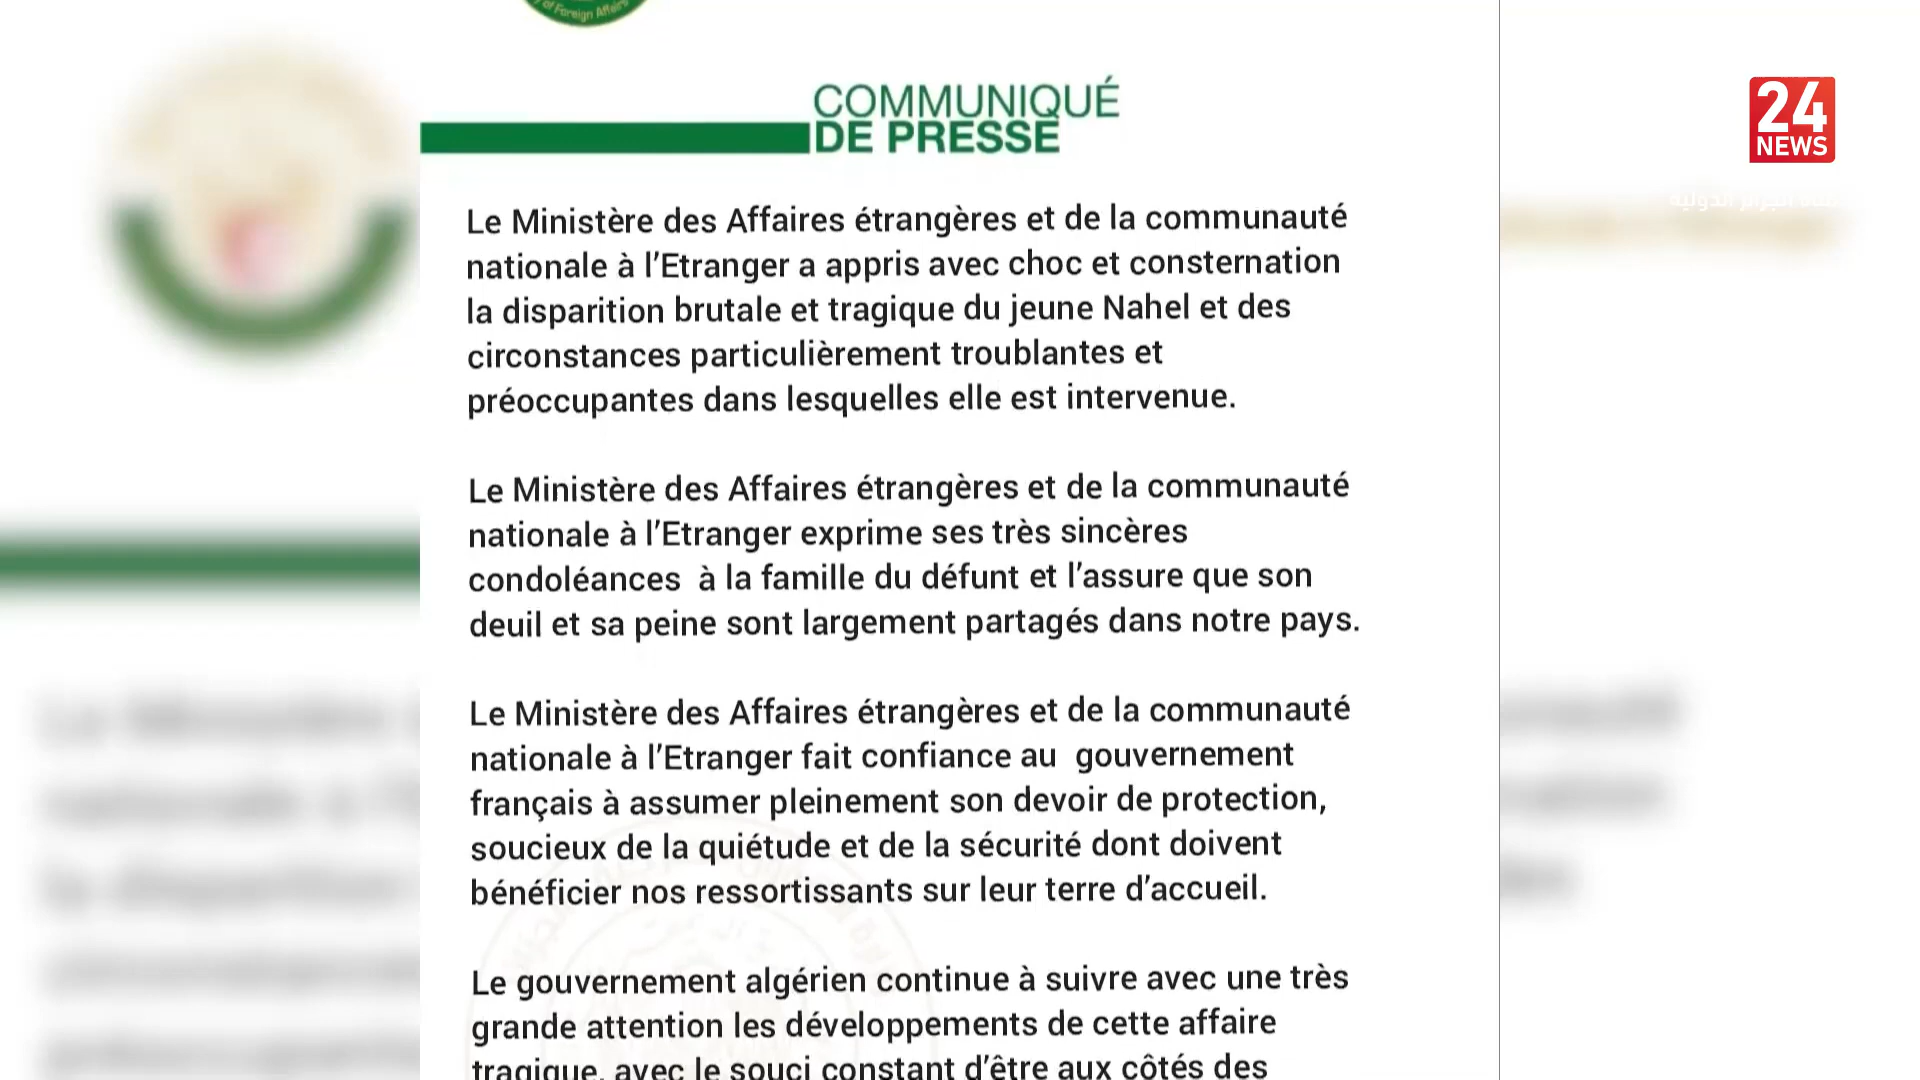 of Foreign Affairs
COMMUNIQUÉ
DE PRESSE
24
NEWS
قناة الجزائر الدولية
Le Ministère des Affaires étrangères et de la communauté
nationale à l’Etranger a appris avec choc et consternation
la disparition brutale et tragique du jeune Nahel et des
circonstances particulièrement troublantes et
préoccupantes dans lesquelles elle est intervenue.
Le Ministère des Affaires étrangères et de la communauté
nationale à l’Etranger exprime ses très sincères
condoléances à la famille du défunt et l’assure que son
deuil et sa peine sont largement partagés dans notre pays.
Le Ministère des Affaires étrangères et de la communauté
nationale à l’Etranger fait confiance au gouvernement
français à assumer pleinement son devoir de protection,
soucieux de la quiétude et de la sécurité dont doivent
bénéficier nos ressortissants sur leur terre d’accueil.
Le gouvernement algérien continue à suivre avec une très
grande attention les développements de cette affaire
tragique, avec le souci constant d’être aux côtés des